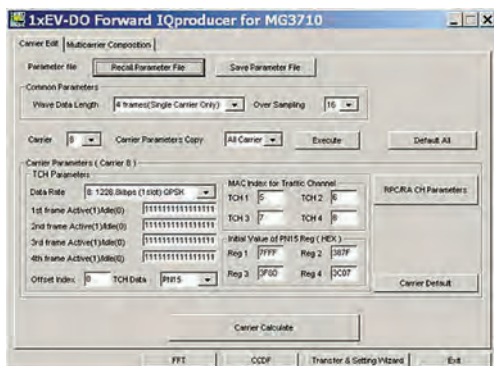 1xEV-DO Forward IQproducer for MG3710
Carrier Edit Multicarrier Composition
Parameter file Recall Parameter File Save Parameter File
Common Parameters
Wave Data Length 4 frames(Single Carrier Only) Over Sampling 16
Carrier 8 Carrier Parameters Copy All Carrier Execute Default All
Carrier Parameters ( Carrier 8 )
TCH Parameters
Data Rate 8: 1228.8kbps (1slot) QPSK
1st frame Active(1)/Idle(0) 1111111111111111
2nd frame Active(1)/Idle(0) 1111111111111111
3rd frame Active(1)/Idle(0) 1111111111111111
4th frame Active(1)/Idle(0) 1111111111111111
Offset Index 0 TCH Data PN15
MAC Index for Traffic Channel
TCH 1 5 TCH 2 6
TCH 3 7 TCH 4 8
Initial Value of PN15 Reg ( HEX )
Reg 1 7FFF Reg 2
Reg 3 Reg 4 3C07
RPC/RA CH Parameters
Carrier Default
Carrier Calculate
FFT CCDF Transfer & Setting Wizard Exit